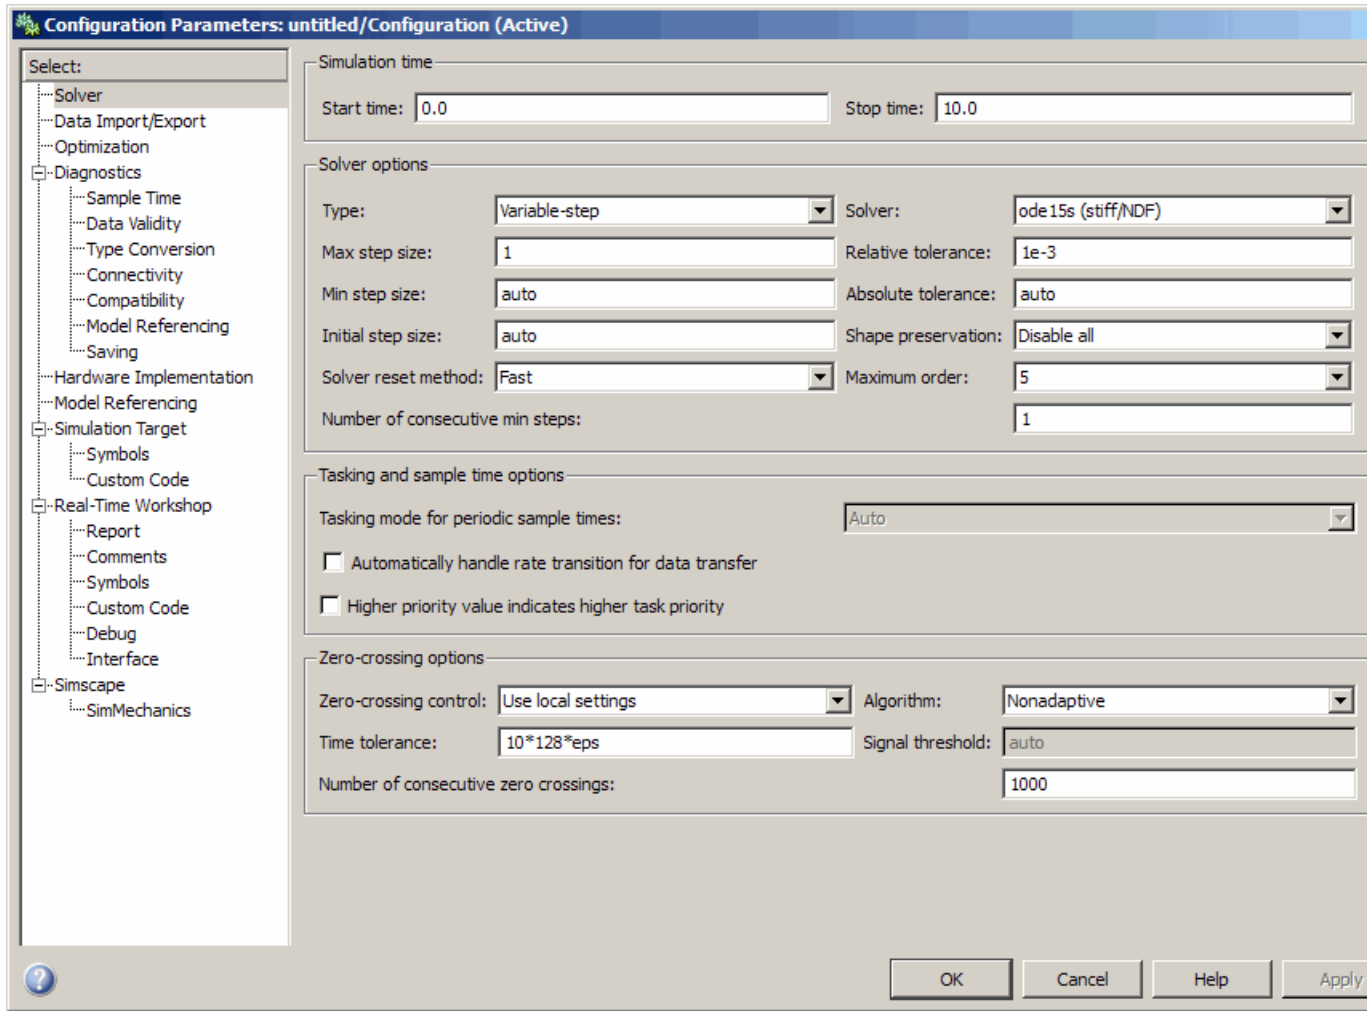 Configuration Parameters: untitled/Configuration (Active)
Select:
Solver
Data Import/Export
Optimization
Diagnostics
Sample Time
Data Validity
Type Conversion
Connectivity
Compatibility
Model Referencing
Saving
Hardware Implementation
Model Referencing
Simulation Target
Symbols
Custom Code
Real-Time Workshop
Report
Comments
Symbols
Custom Code
Debug
Interface
Simscape
SimMechanics
Simulation time
Start time: 0.0 Stop time: 10.0
Solver options
Type: Variable-step Solver: ode15s (stiff/NDF)
Max step size: 1 Relative tolerance: 1e-3
Min step size: auto Absolute tolerance: auto
Initial step size: auto Shape preservation: Disable all
Solver reset method: Fast Maximum order: 5
Number of consecutive min steps: 1
Tasking and sample time options
Tasking mode for periodic sample times: Auto
Automatically handle rate transition for data transfer
Higher priority value indicates higher task priority
Zero-crossing options
Zero-crossing control: Use local settings Algorithm: Nonadaptive
Time tolerance: 10*128*eps Signal threshold: auto
Number of consecutive zero crossings: 1000
? OK Cancel Help Apply